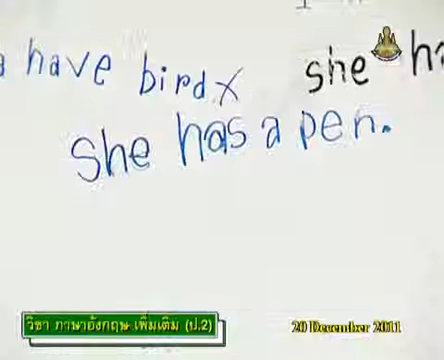 have bird x she
she has a pen.
วิชา ภาษาอังกฤษ เพิ่มเติม (ป.2)
20 December 2011